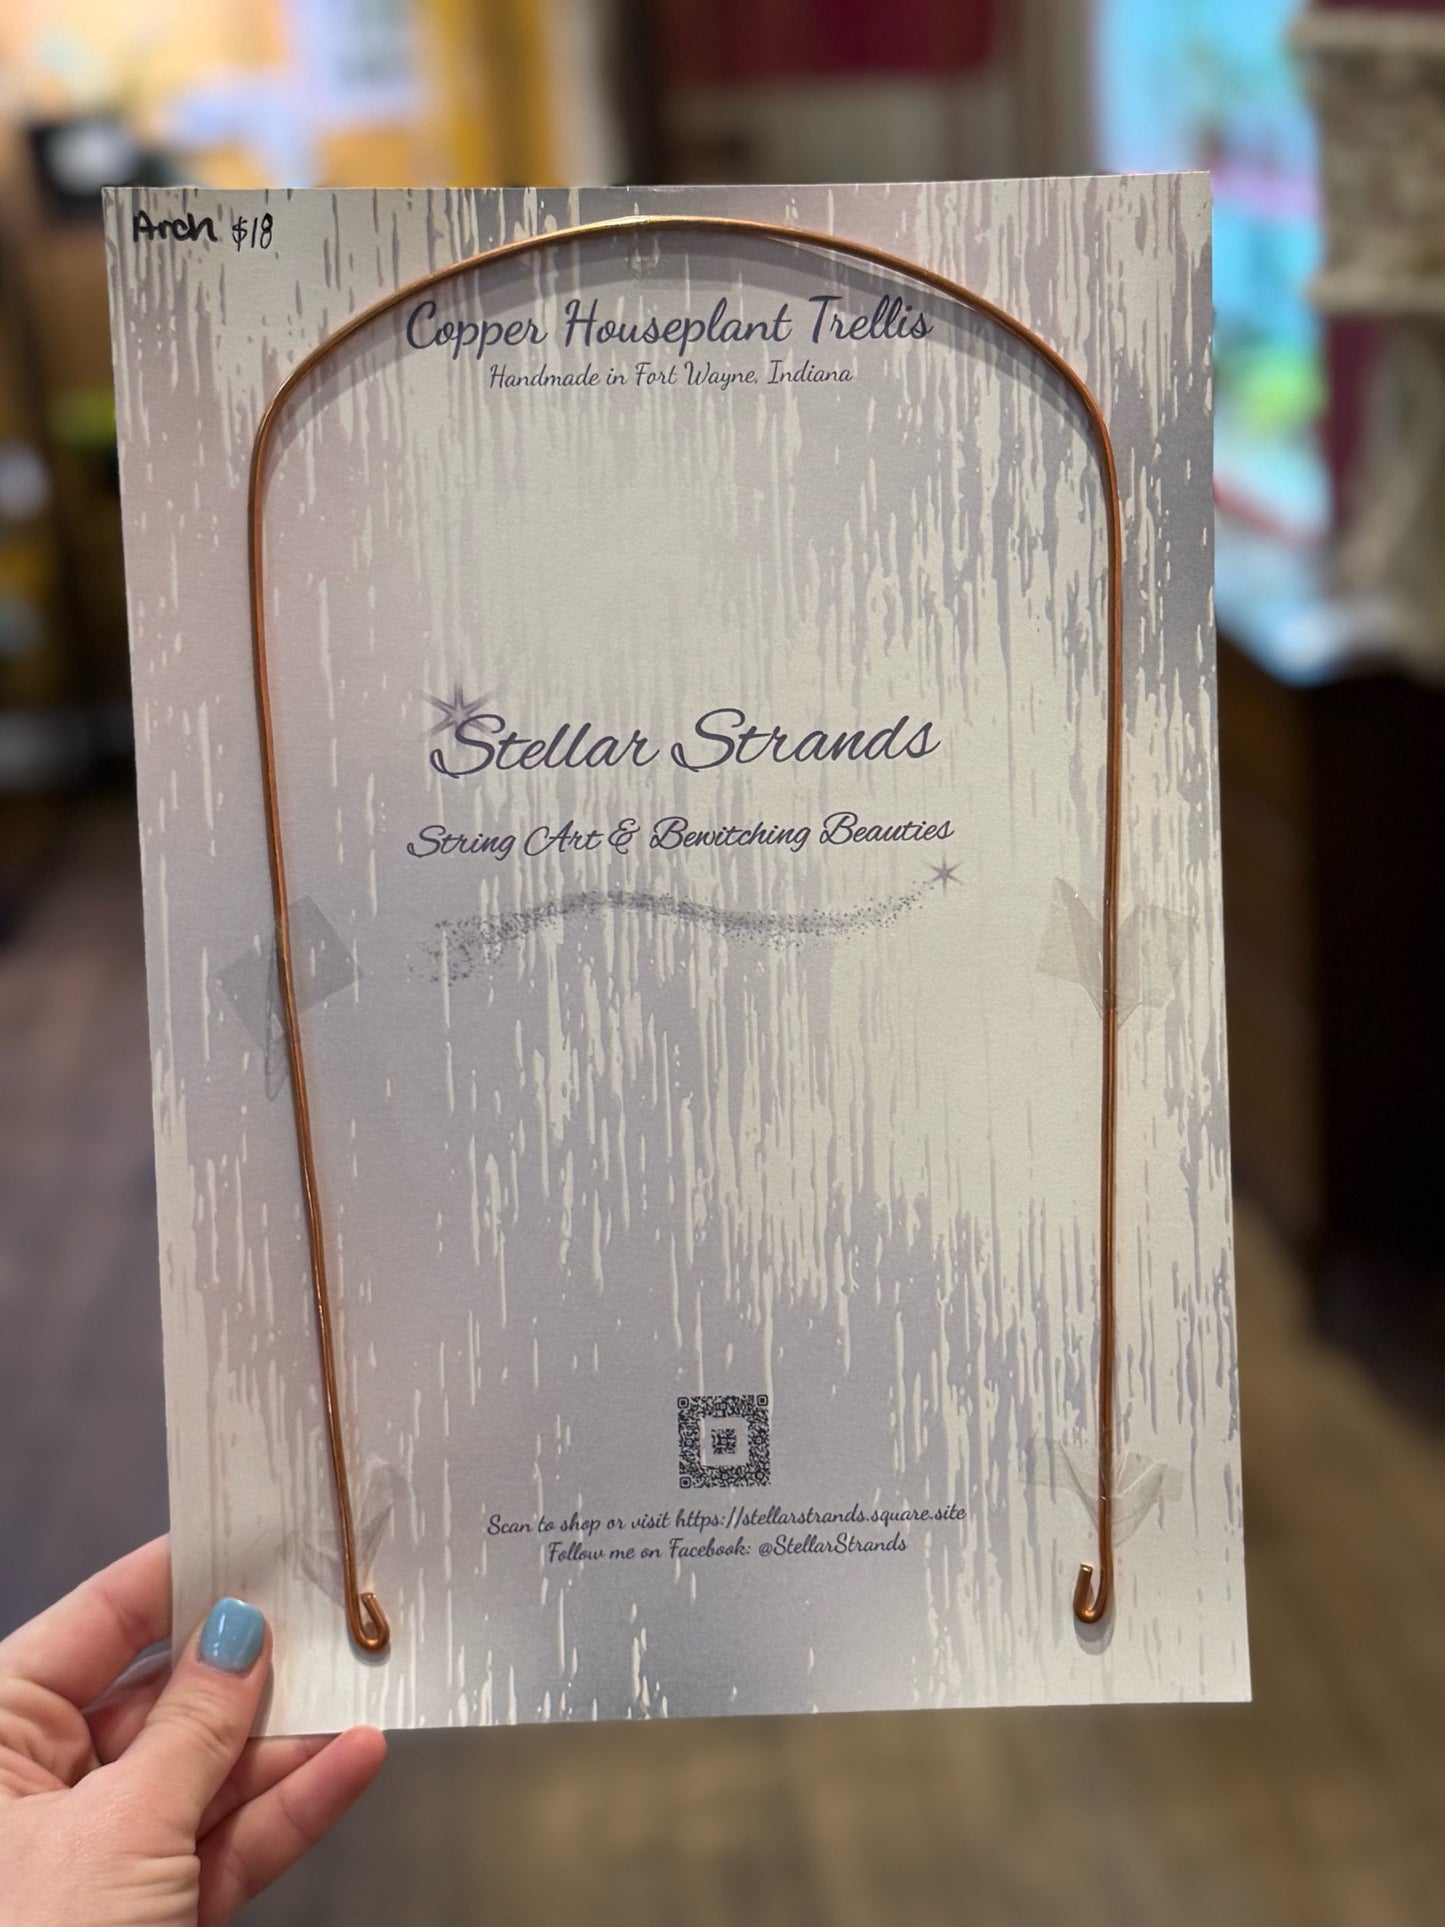 Arch $18
Copper Houseplant Trellis
Handmade in Fort Wayne, Indiana
Stellar Strands
String Art & Bewitching Beauties
Scan to shop or visit https://stellarstrands.square.site
Follow me on Facebook: @StellarStrands